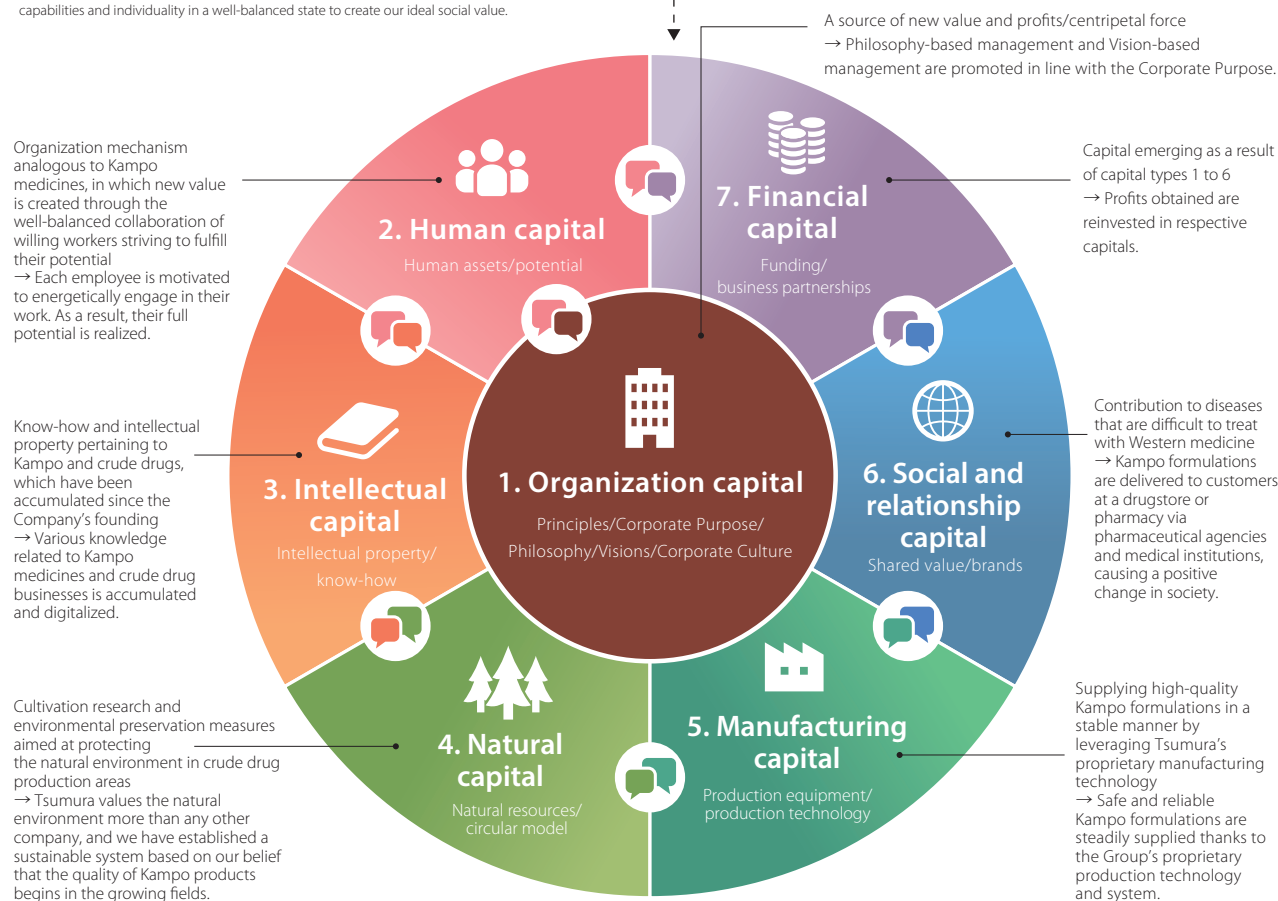 capabilities and individuality in a well-balanced state to create our ideal social value.
A source of new value and profits/centripetal force
→ Philosophy-based management and Vision-based
management are promoted in line with the Corporate Purpose.
Organization mechanism
analogous to Kampo
medicines, in which new value
is created through the
well-balanced collaboration of
willing workers striving to fulfill
their potential
→ Each employee is motivated
to energetically engage in their
work. As a result, their full
potential is realized.
2. Human capital
Human assets/potential
7. Financial
capital
Funding/
business partnerships
Capital emerging as a result
of capital types 1 to 6
→ Profits obtained are
reinvested in respective
capitals.
Know-how and intellectual
property pertaining to
Kampo and crude drugs,
which have been
accumulated since the
Company's founding
→ Various knowledge
related to Kampo
medicines and crude drug
businesses is accumulated
and digitalized.
3. Intellectual
capital
Intellectual property/
know-how
1. Organization capital
Principles/Corporate Purpose/
Philosophy/Visions/Corporate Culture
6. Social and
relationship
capital
Shared value/brands
Contribution to diseases
that are difficult to treat
with Western medicine
→ Kampo formulations
are delivered to customers
at a drugstore or
pharmacy via
pharmaceutical agencies
and medical institutions,
causing a positive
change in society.
Cultivation research and
environmental preservation measures
aimed at protecting
the natural environment in crude drug
production areas
→ Tsumura values the natural
environment more than any other
company, and we have established a
sustainable system based on our belief
that the quality of Kampo products
begins in the growing fields.
4. Natural
capital
Natural resources/
circular model
5. Manufacturing
capital
Production equipment/
production technology
Supplying high-quality
Kampo formulations in a
stable manner by
leveraging Tsumura's
proprietary manufacturing
technology
→ Safe and reliable
Kampo formulations are
steadily supplied thanks to
the Group's proprietary
production technology
and system.